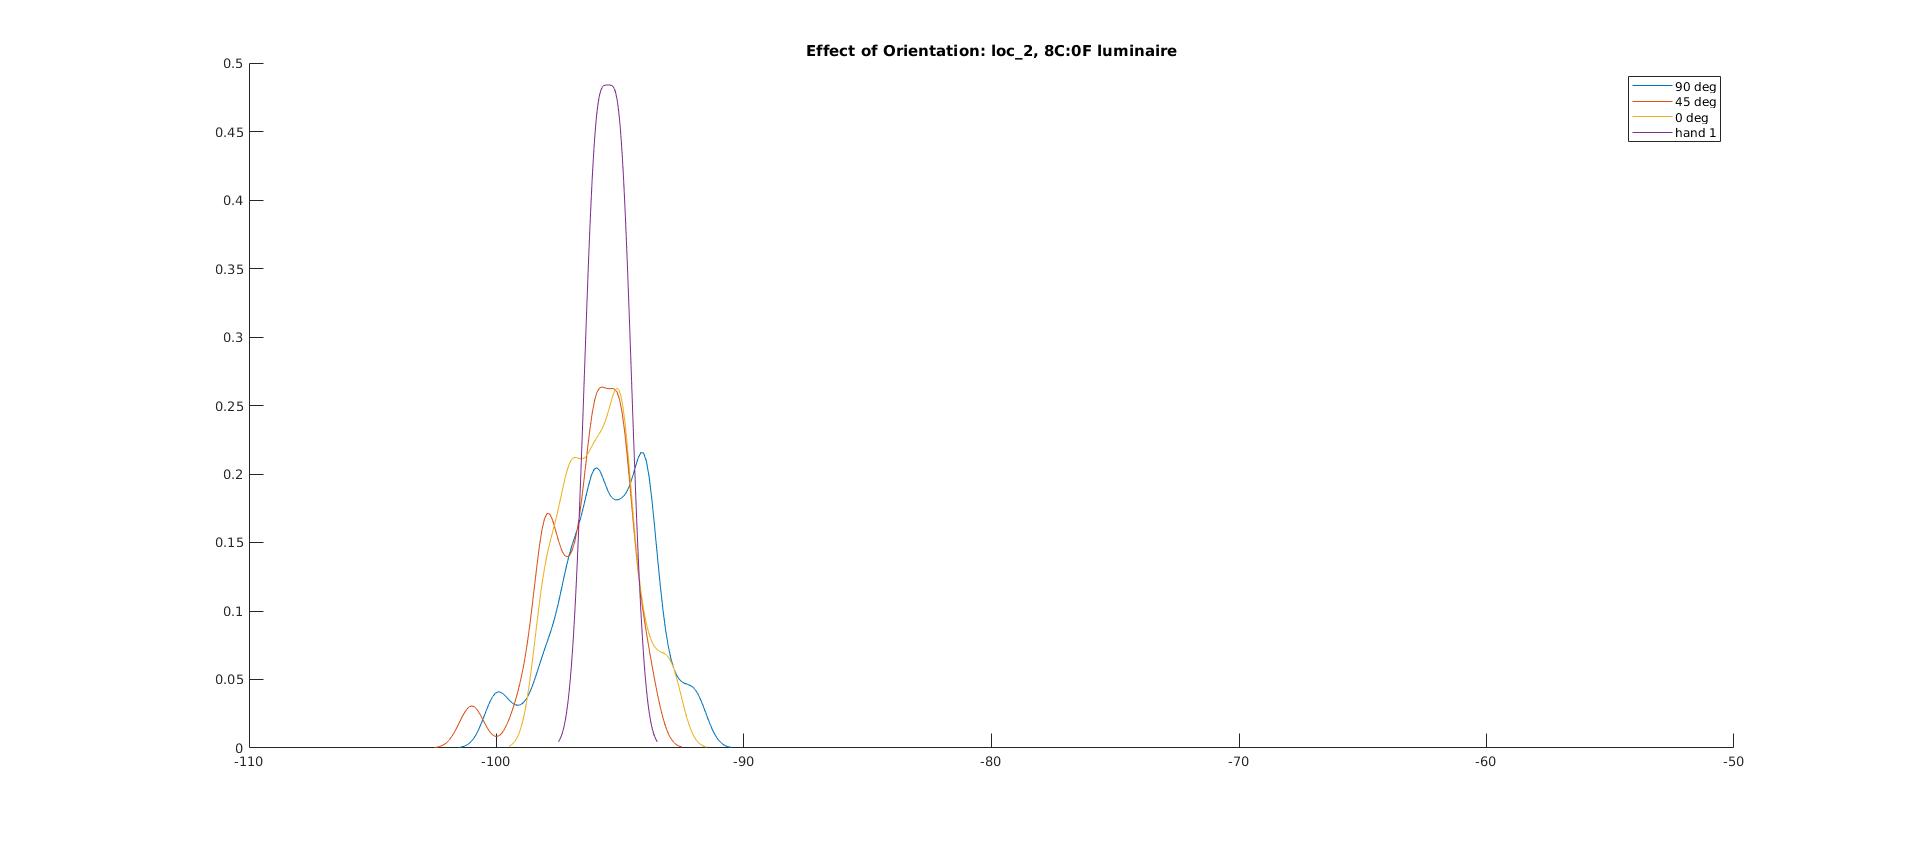 Effect of Orientation: loc_2, 8C:0F luminaire
90 deg
45 deg
0 deg
hand 1
0.5
0.45
0.4
0.35
0.3
0.25
0.2
0.15
0.1
0.05
0
-110 -100 -90 -80 -70 -60 -50